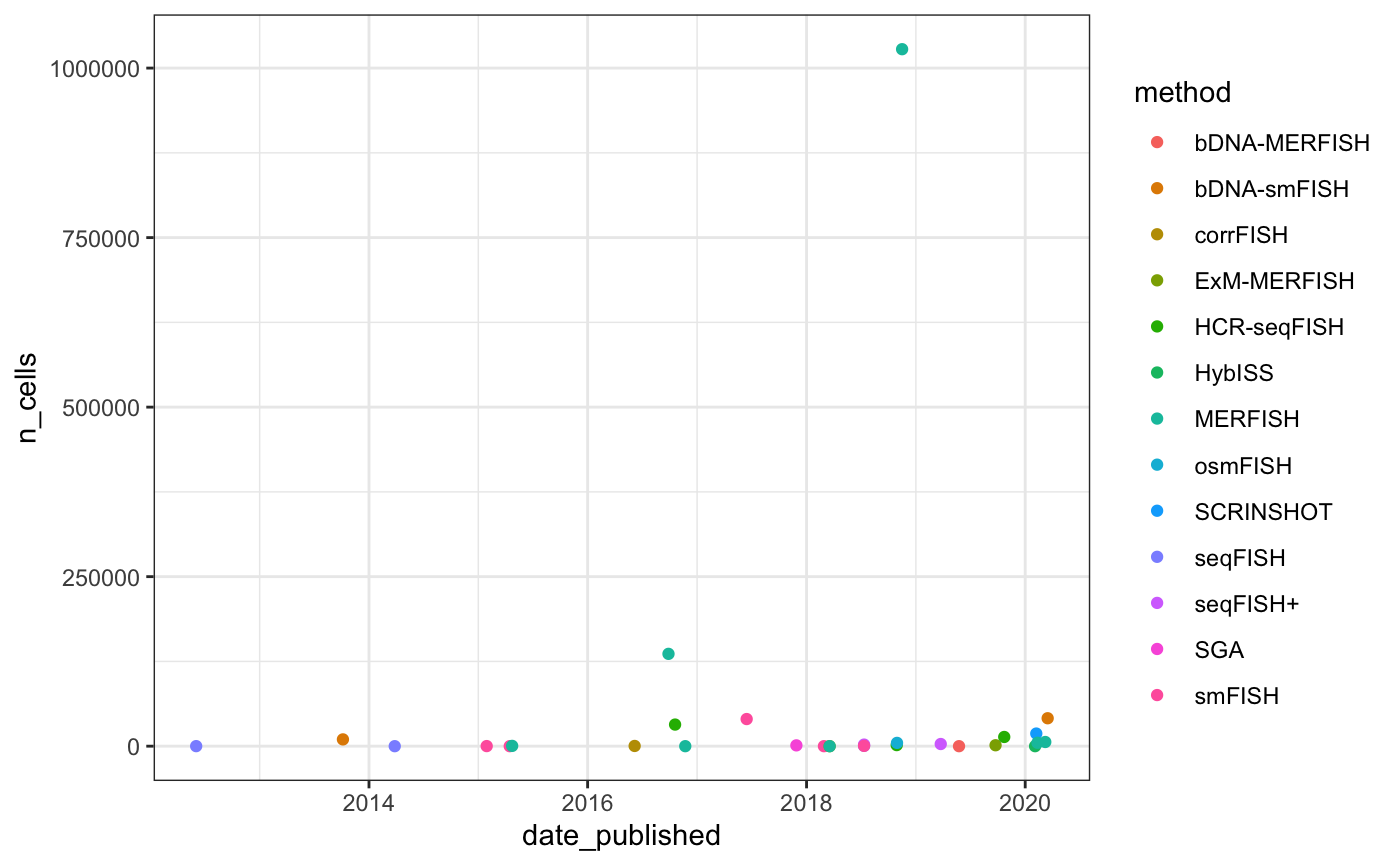 1000000
750000
500000
250000
0
n_cells
2014
2016
2018
2020
date_published
method
bDNA-MERFISH
bDNA-smFISH
corrFISH
ExM-MERFISH
HCR-seqFISH
HybISS
MERFISH
osmFISH
SCRINSHOT
seqFISH
seqFISH+
SGA
smFISH